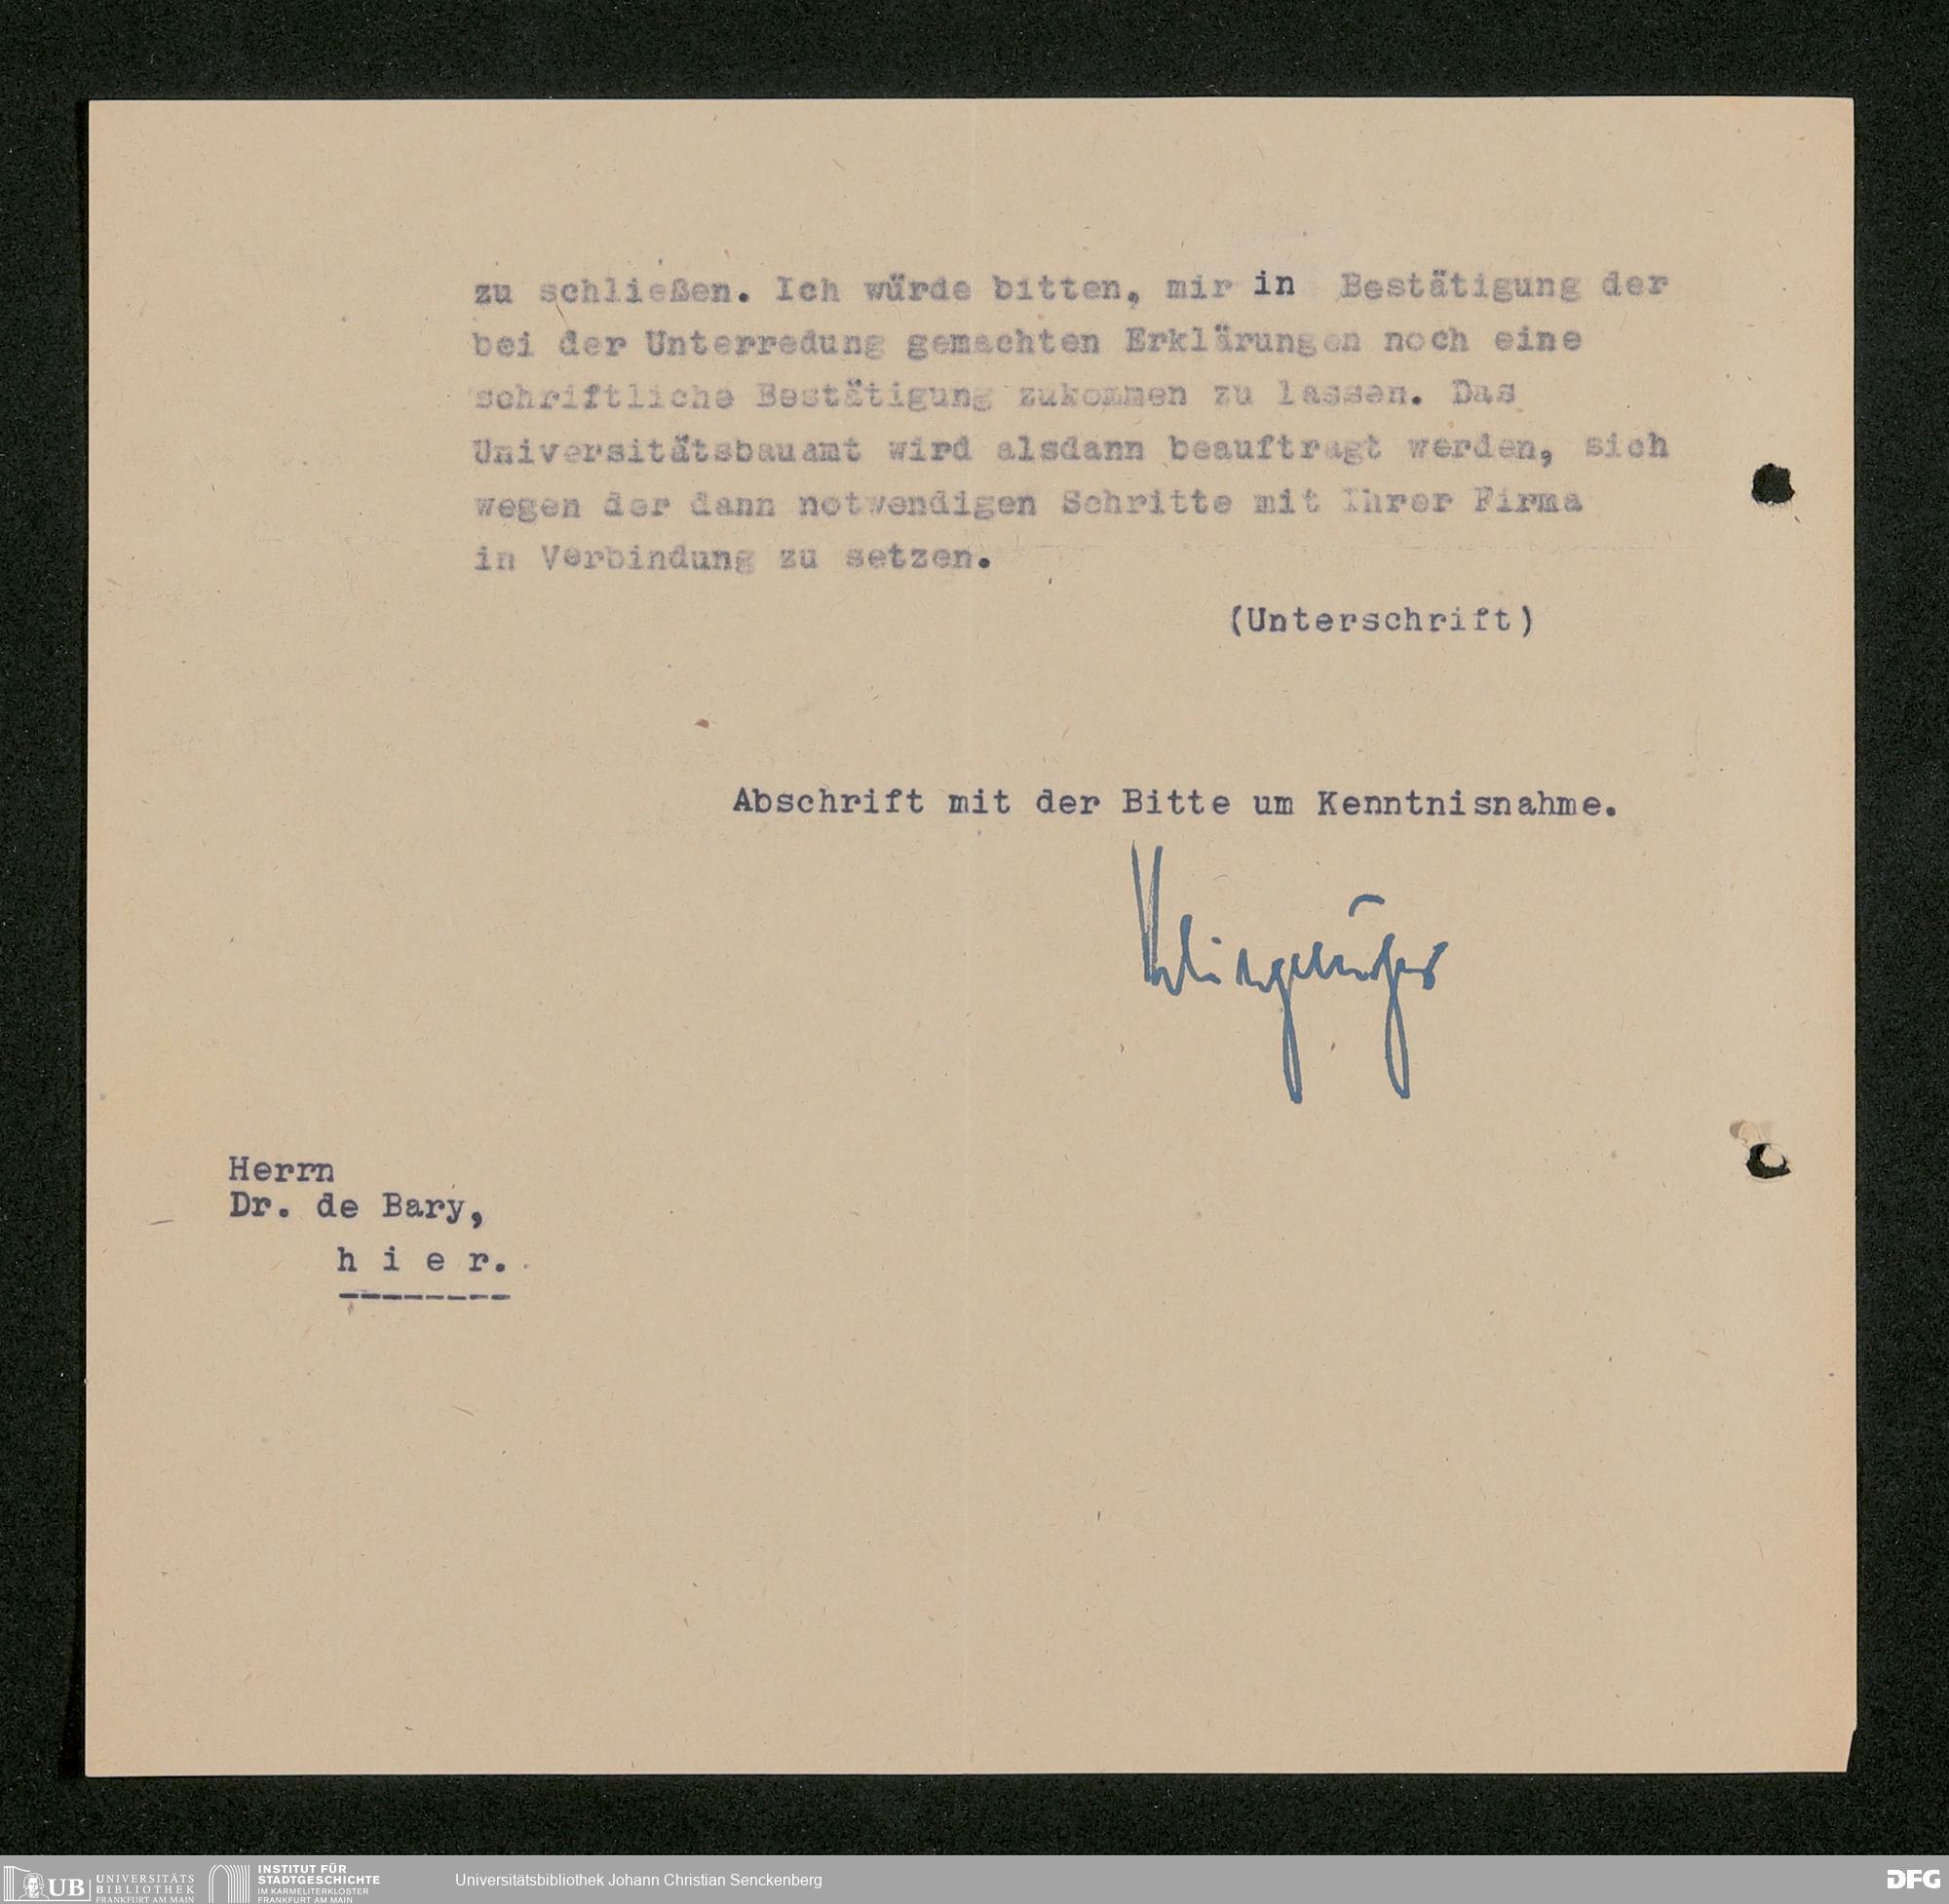 zu schließen. Ich würde bitten, mir in Bestätigung der
bei der Unterredung gemachten Erklärungen noch eine
schriftliche Bestätigung zukommen zu lassen. Das
Universitätsbauamt wird alsdann beauftragt werden, sich
wegen der dann notwendigen Schritte mit Ihrer Firma
in Verbindung zu setzen.
(Unterschrift)
Abschrift mit der Bitte um Kenntnisnahme.
Herrn
Dr. de Bary,
h i e r.
UB UNIVERSITÄTS
BIBLIOTHEK
FRANKFURT AM MAIN
INSTITUT FÜR
STADTGESCHICHTE
IM KARMELITERKLOSTER
FRANKFURT AM MAIN
Universitätsbibliothek Johann Christian Senckenberg
DFG